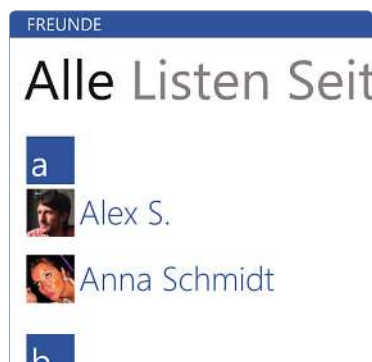 FREUNDE
Alle Listen Seit
a
Alex S.
Anna Schmidt
b